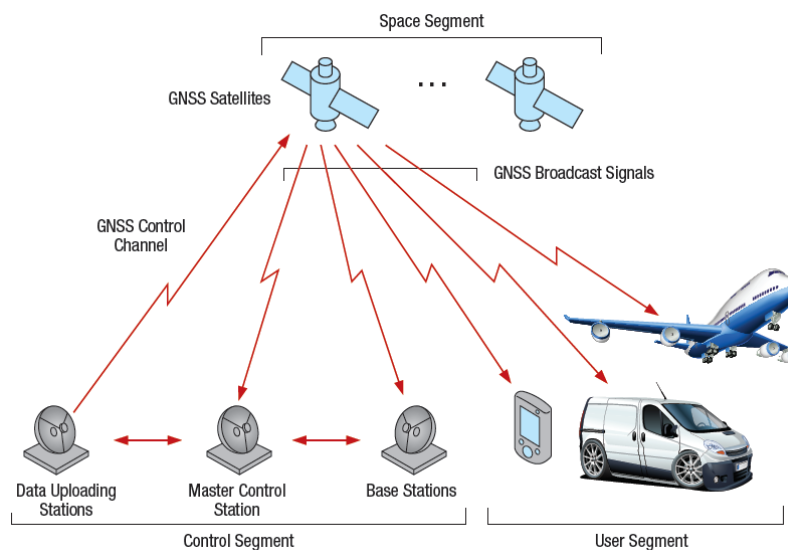 Space Segment
GNSS Satellites
...
GNSS Broadcast Signals
GNSS Control
Channel
Data Uploading
Stations
Master Control
Station
Base Stations
Control Segment
User Segment